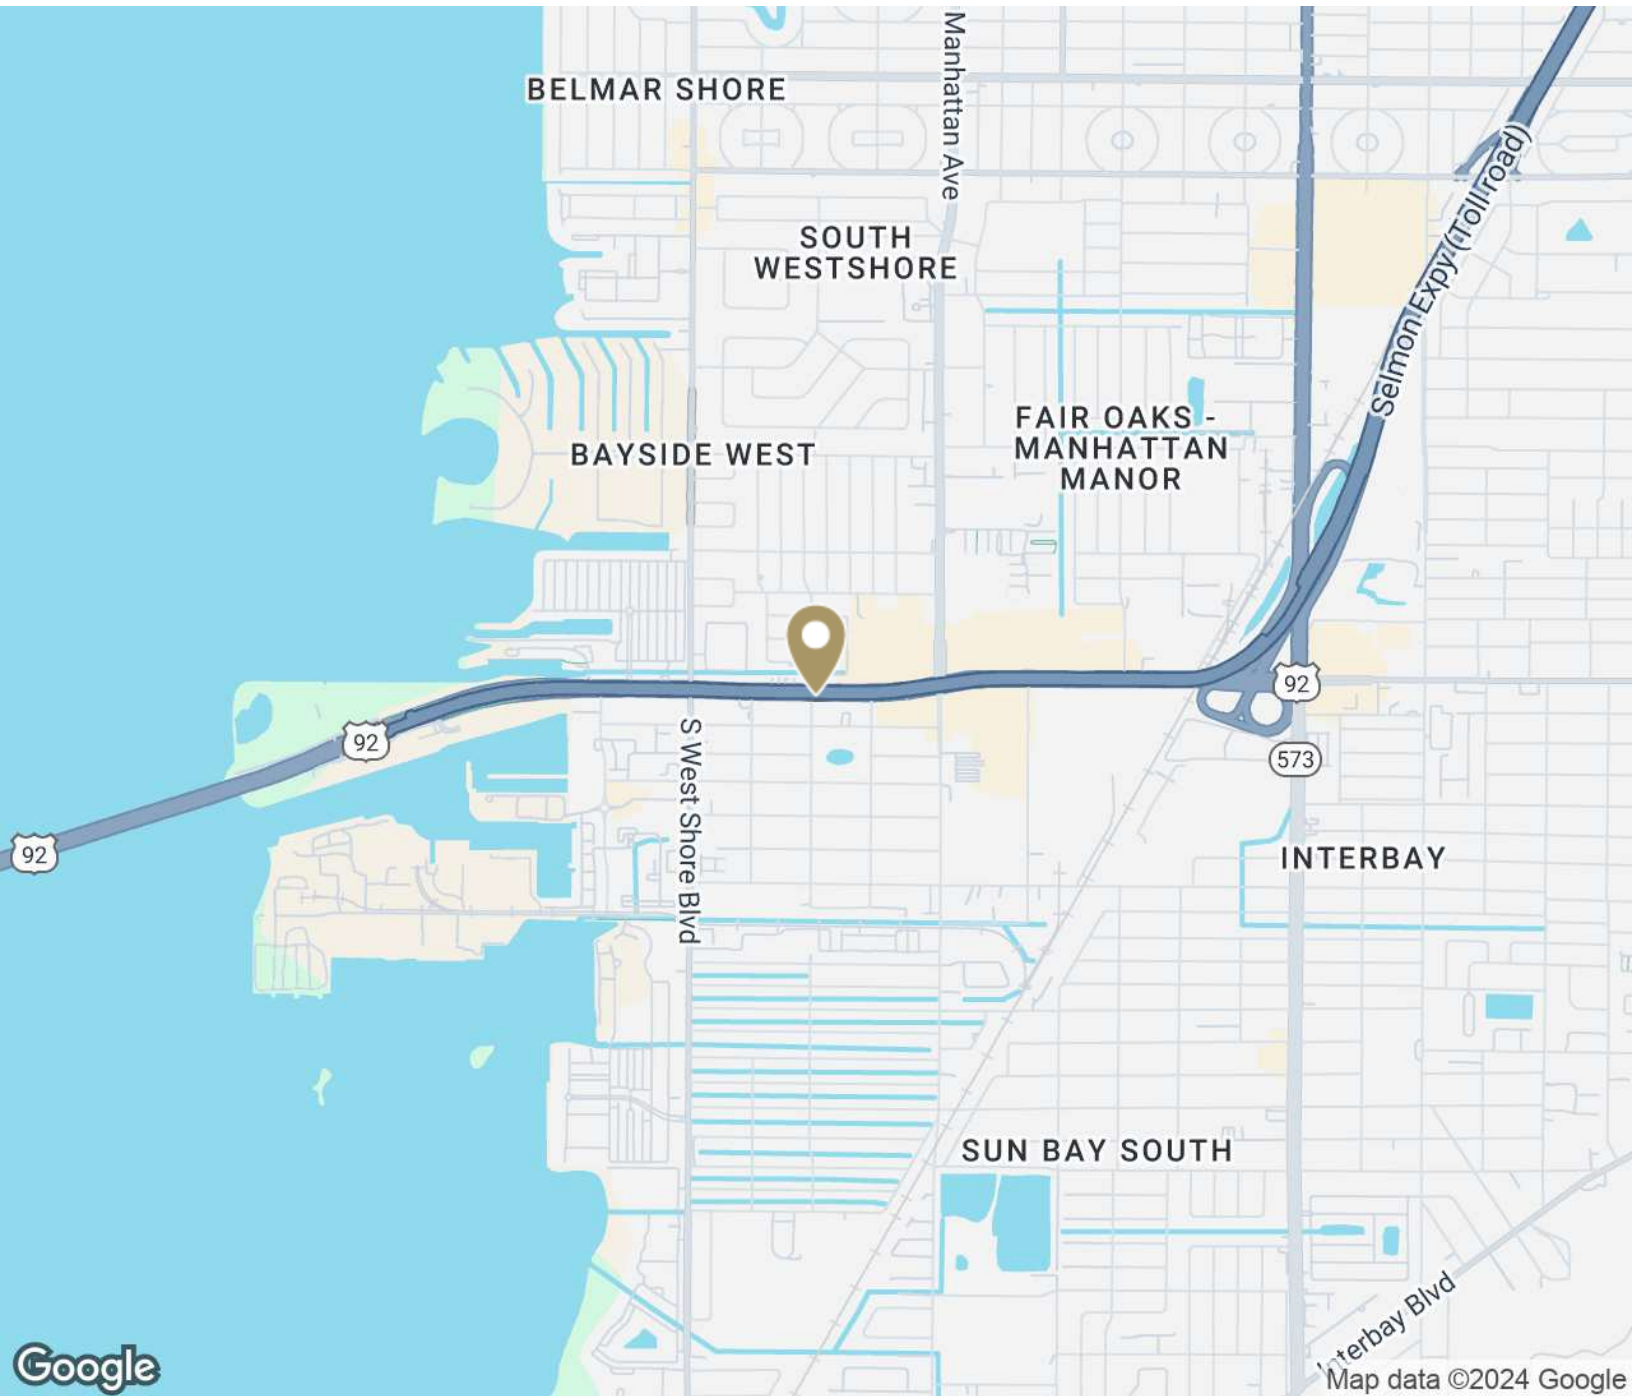 BELMAR SHORE
Manhattan Ave
SOUTH
WESTSHORE
Selmon Expy (Toll road)
FAIR OAKS -
MANHATTAN
MANOR
BAYSIDE WEST
92
92
92
573
S West Shore Blvd
INTERBAY
SUN BAY SOUTH
Interbay Blvd
Google
Map data ©2024 Google